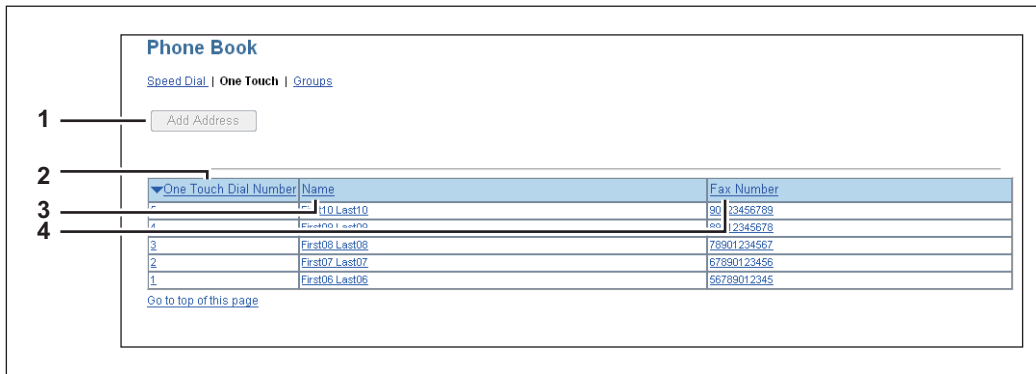 Phone Book
Speed Dial | One Touch | Groups
1
Add Address
2
▼One Touch Dial Number Name Fax Number
3
4
Last10
Last09
3 First08 Last08 78901234567
2 First07 Last07 67890123456
1 First06 Last06 56789012345
Go to top of this page